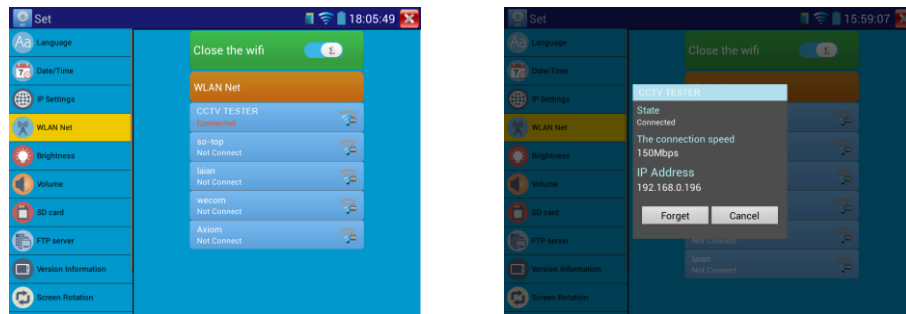 Set
18:05:49
Aa
Language
7
Date/Time
IP Settings
WLAN Net
Brightness
Volume
SD card
FTP server
Version Information
Screen Rotation
Close the wifi
WLAN Net
CCTV TESTER
Connected
so-top
Not Connect
laian
Not Connect
wecom
Not Connect
Axiom
Not Connect
Set
15:59:07
Aa
Language
7
Date/Time
IP Settings
WLAN Net
Brightness
Volume
SD card
FTP server
Version Information
Screen Rotation
Close the wifi
CCTV TESTER
State
Connected
The connection speed
150Mbps
IP Address
192.168.0.196
Forget Cancel
Not Connect
laian
Not Connect